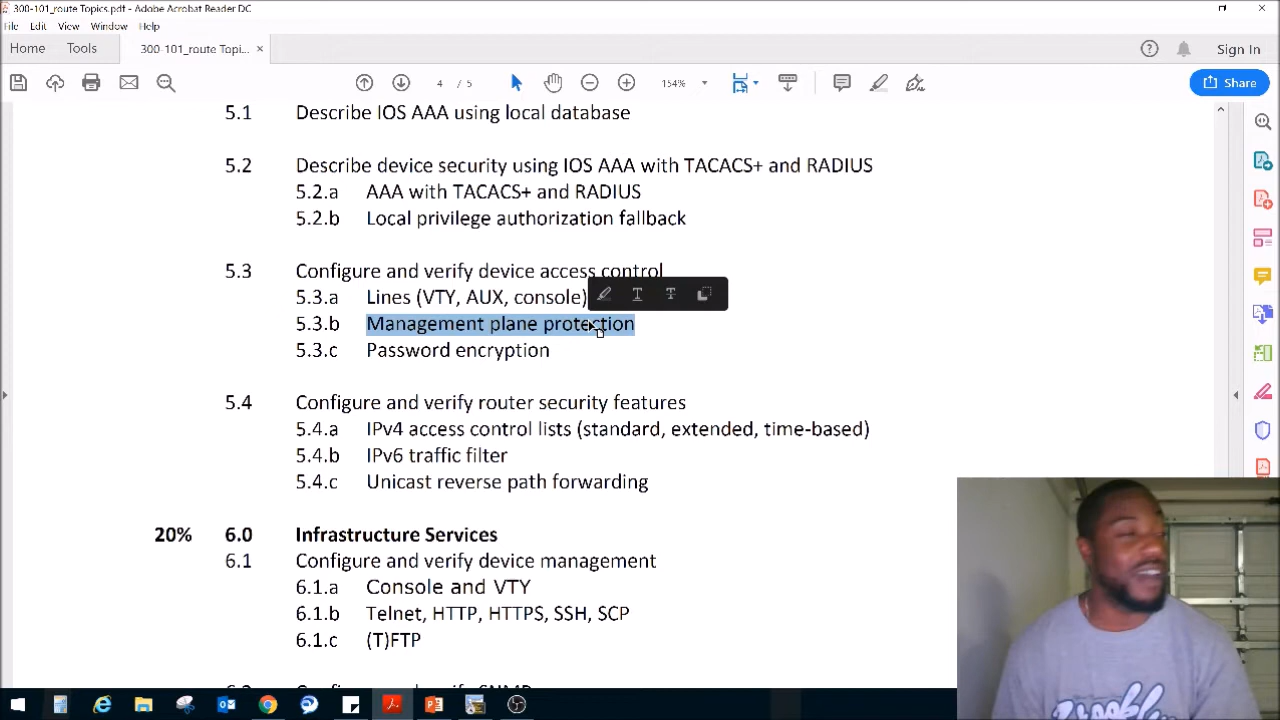 300-101_route Topics.pdf - Adobe Acrobat Reader DC
File Edit View Window Help
Home Tools 300-101_route Topi... × Sign In
4 / 5 154% Share
5.1 Describe IOS AAA using local database
5.2 Describe device security using IOS AAA with TACACS+ and RADIUS
5.2.a AAA with TACACS+ and RADIUS
5.2.b Local privilege authorization fallback
5.3 Configure and verify device access control
5.3.a Lines (VTY, AUX, console)
5.3.b Management plane protection
5.3.c Password encryption
5.4 Configure and verify router security features
5.4.a IPv4 access control lists (standard, extended, time-based)
5.4.b IPv6 traffic filter
5.4.c Unicast reverse path forwarding
20% 6.0 Infrastructure Services
6.1 Configure and verify device management
6.1.a Console and VTY
6.1.b Telnet, HTTP, HTTPS, SSH, SCP
6.1.c (T)FTP